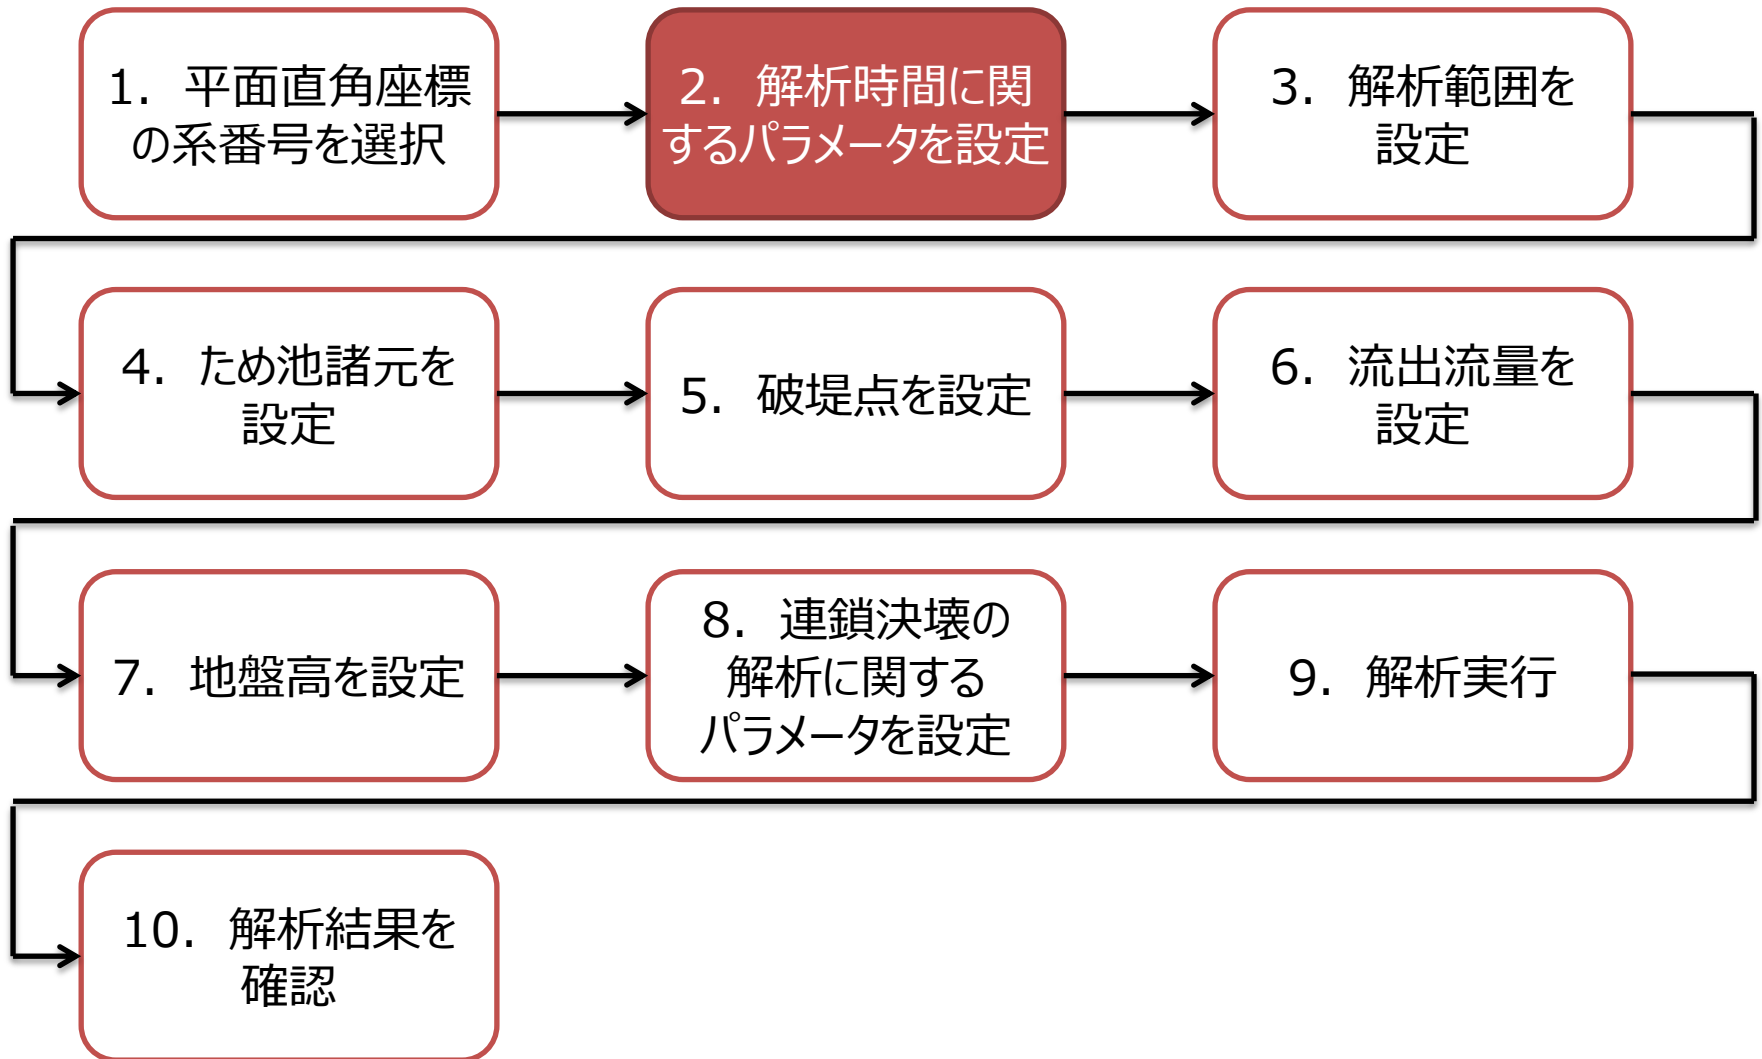 1. 平面直角座標
の系番号を選択
2. 解析時間に関
するパラメータを設定
3. 解析範囲を
設定
4. ため池諸元を
設定
5. 破堤点を設定
6. 流出流量を
設定
7. 地盤高を設定
8. 連鎖決壊の
解析に関する
パラメータを設定
9. 解析実行
10. 解析結果を
確認